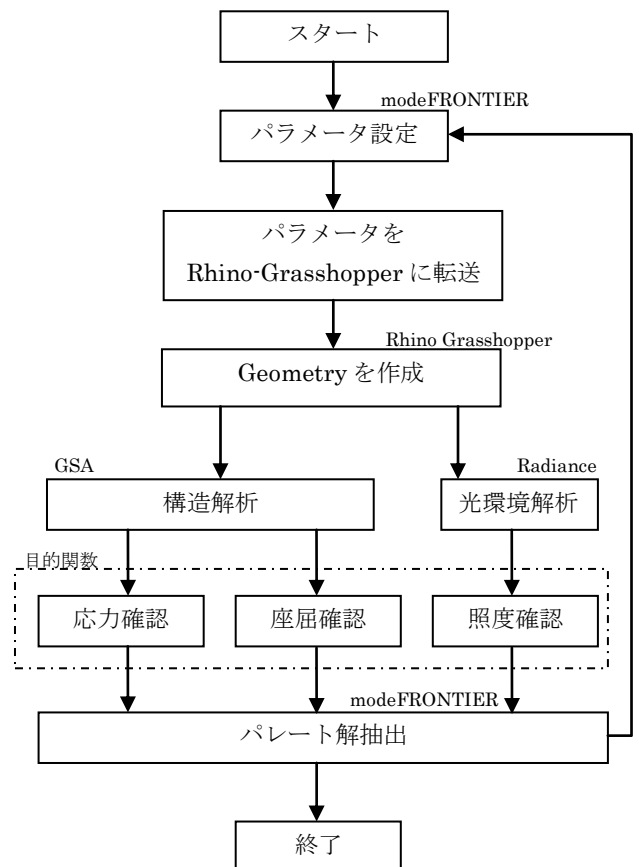 スタート
modeFRONTIER
パラメータ設定
パラメータを
Rhino-Grasshopper に転送
Rhino Grasshopper
Geometry を作成
GSA
Radiance
構造解析
光環境解析
目的関数
応力確認
座屈確認
照度確認
modeFRONTIER
パレート解抽出
終了